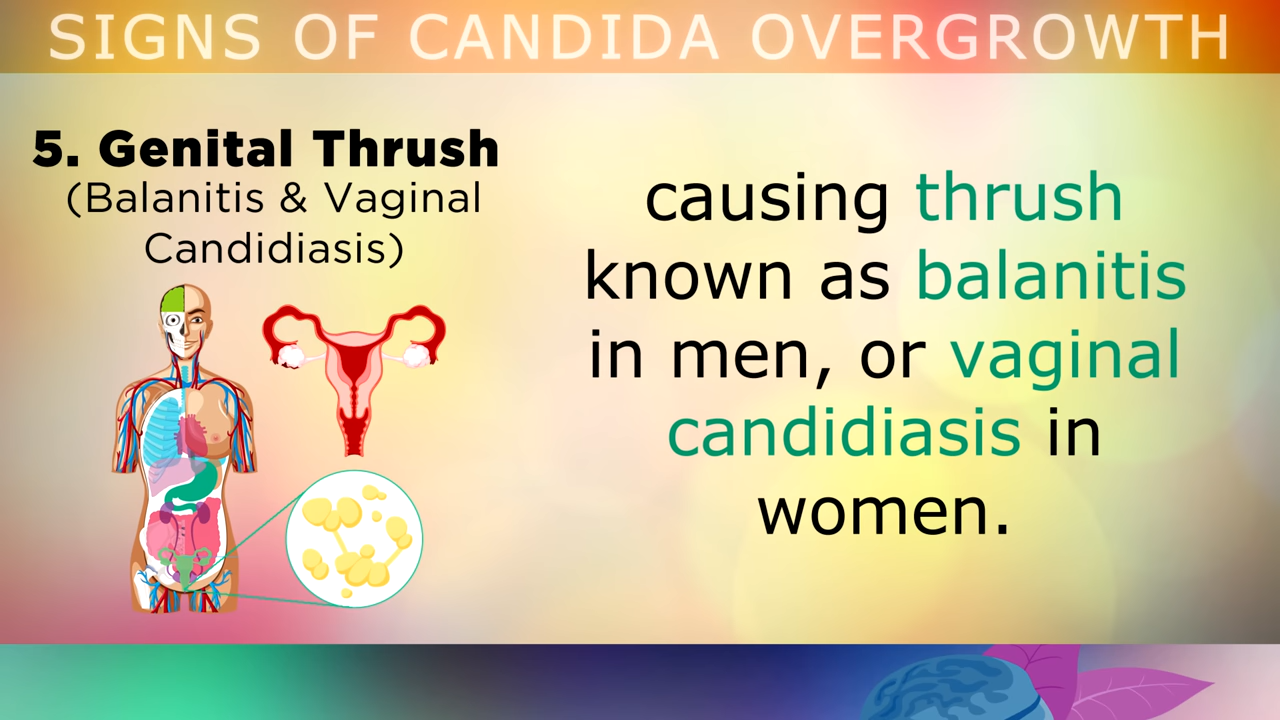 SIGNS OF CANDIDA OVERGROWTH
5. Genital Thrush
(Balanitis & Vaginal
Candidiasis)
causing thrush
known as balanitis
in men, or vaginal
candidiasis in
women.